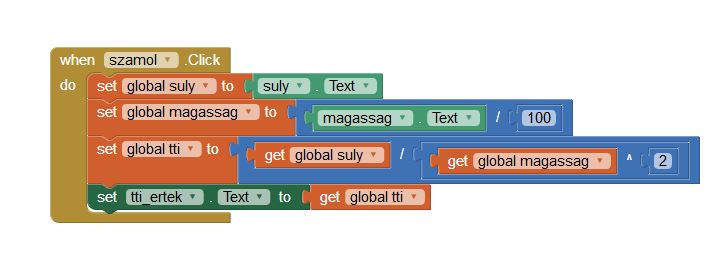 when szamol .Click
do set global suly to suly . Text
set global magassag to magassag . Text / 100
set global tti to get global suly / get global magassag ^ 2
set tti_ertek . Text to get global tti